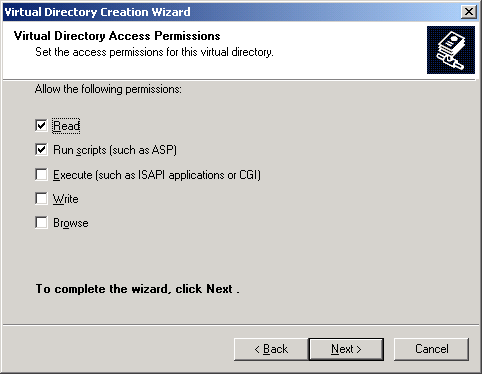 Virtual Directory Creation Wizard
Virtual Directory Access Permissions
Set the access permissions for this virtual directory.
Allow the following permissions:
Read
Run scripts (such as ASP)
Execute (such as ISAPI applications or CGI)
Write
Browse
To complete the wizard, click Next .
< Back
Next >
Cancel